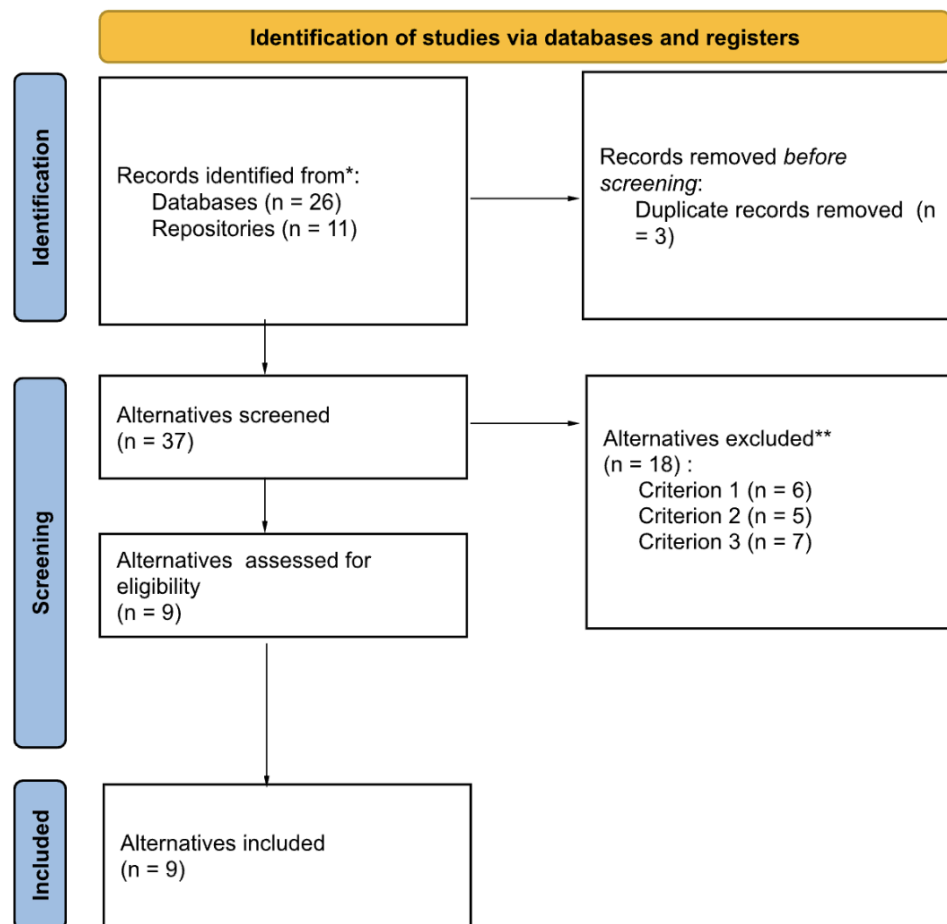 Identification of studies via databases and registers
Identification
Records identified from*:
Databases (n = 26)
Repositories (n = 11)
Records removed before
screening:
Duplicate records removed (n
= 3)
Screening
Alternatives screened
(n = 37)
Alternatives excluded**
(n = 18) :
Criterion 1 (n = 6)
Criterion 2 (n = 5)
Criterion 3 (n = 7)
Alternatives assessed for
eligibility
(n = 9)
Included
Alternatives included
(n = 9)